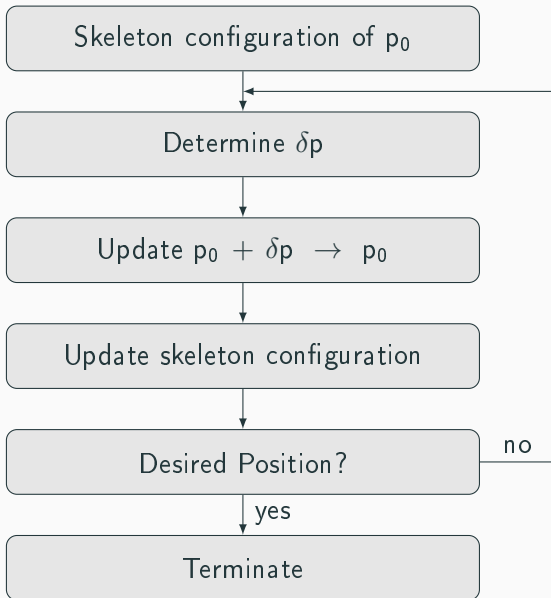 Skeleton configuration of p₀
Determine δp
Update p₀ + δp → p₀
Update skeleton configuration
Desired Position?
no
yes
Terminate